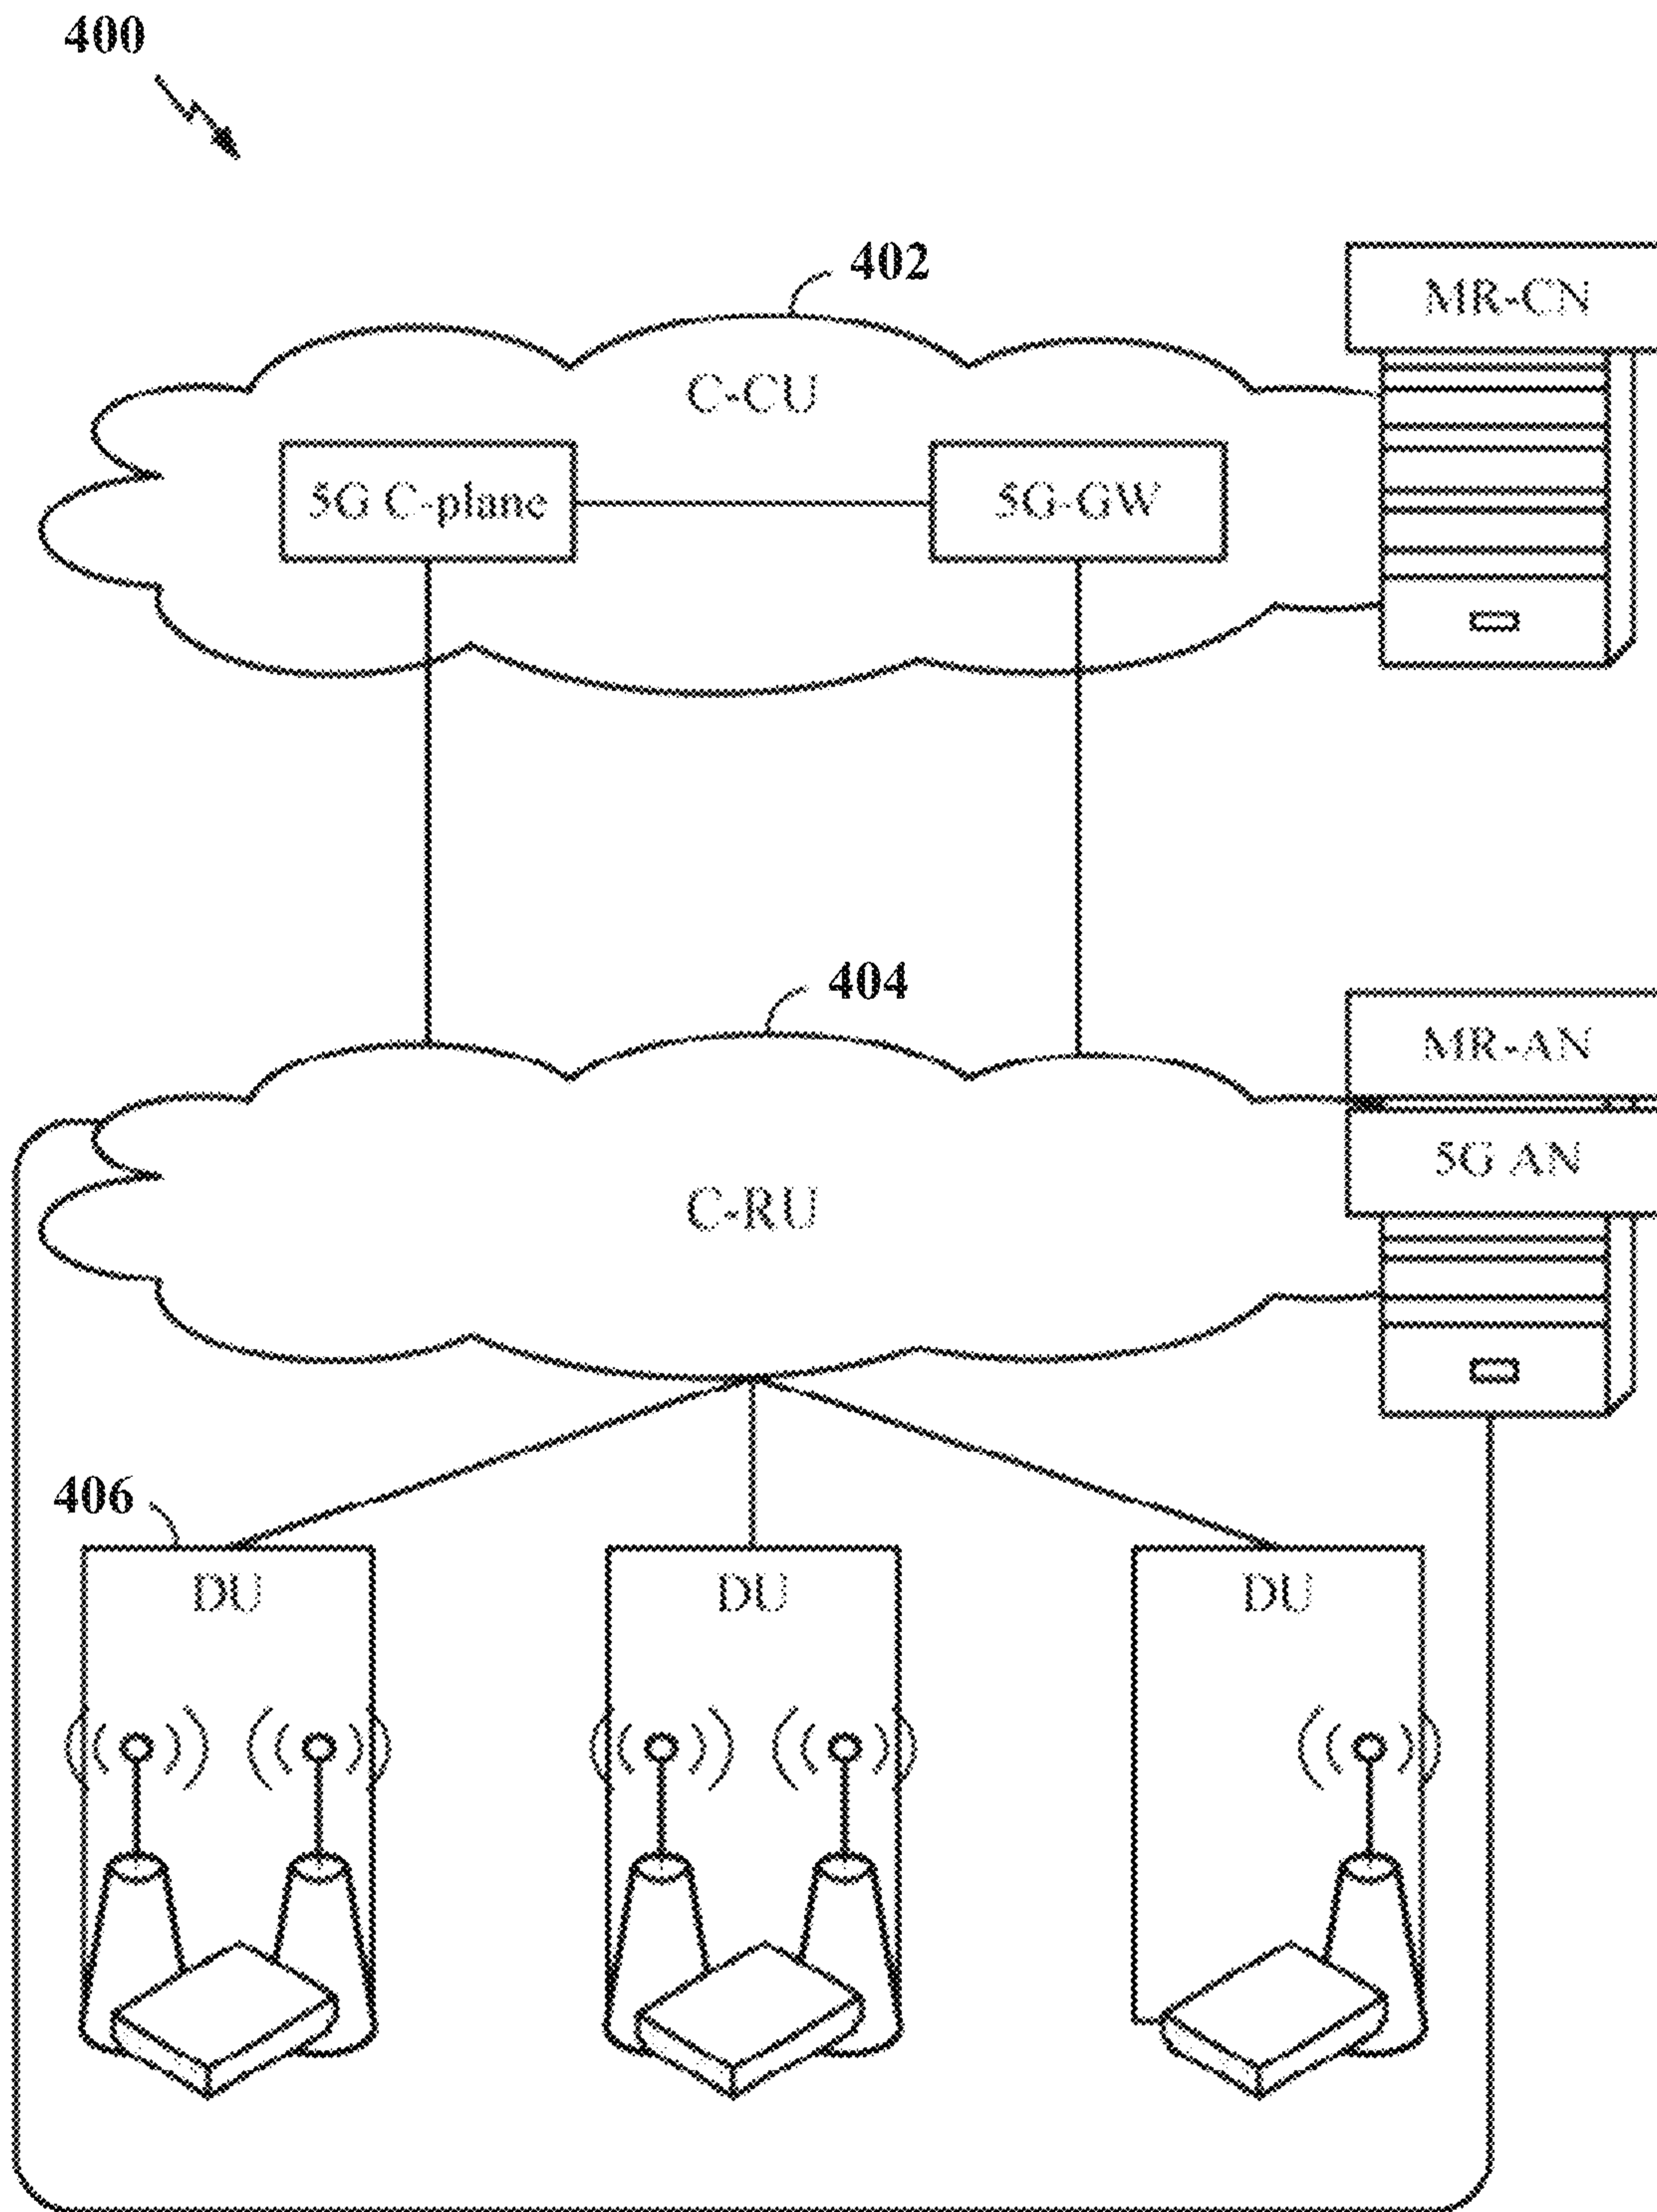 400
402
MR-CN
C-CU
5G C-plane
5G-GW
404
MR-AN
5G AN
C-RU
406
DU
DU
DU